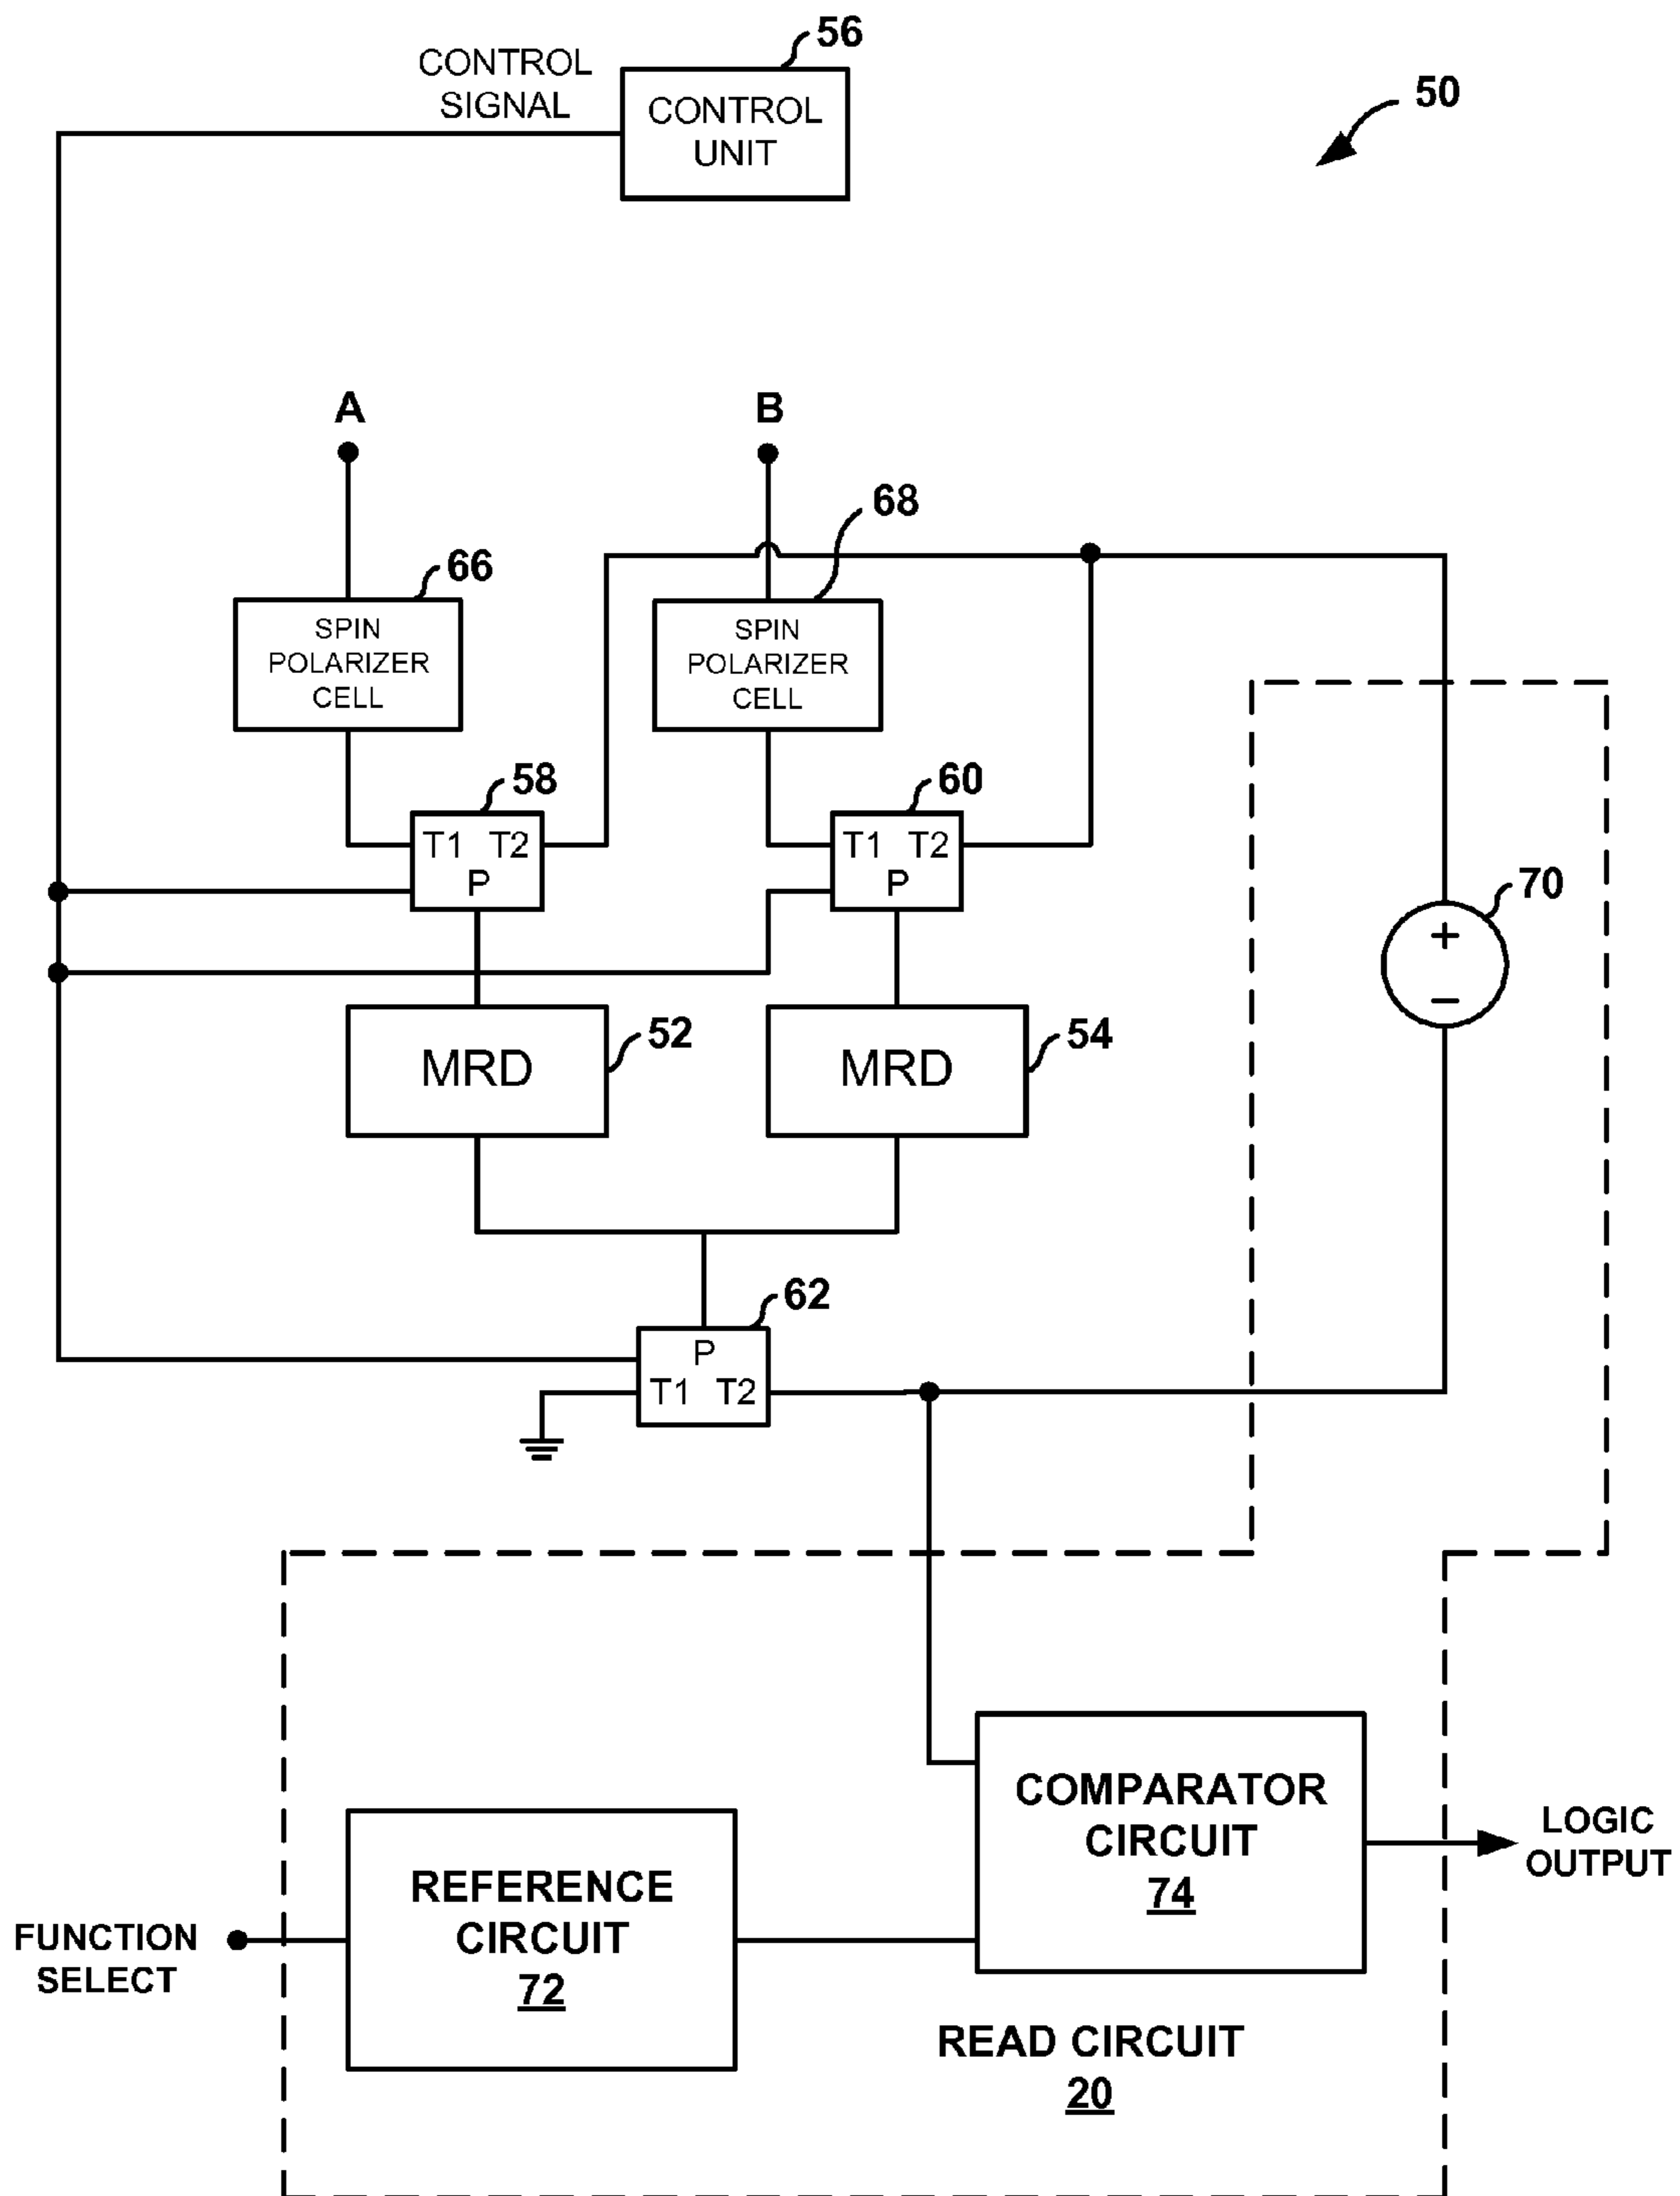 56
CONTROL
SIGNAL
CONTROL
UNIT
50
A
B
68
66
SPIN
POLARIZER
CELL
SPIN
POLARIZER
CELL
58
60
T1 T2
P
T1 T2
P
70
+
−
52
54
MRD
MRD
62
P
T1 T2
COMPARATOR
CIRCUIT
74
LOGIC
OUTPUT
REFERENCE
CIRCUIT
72
FUNCTION
SELECT
READ CIRCUIT
20